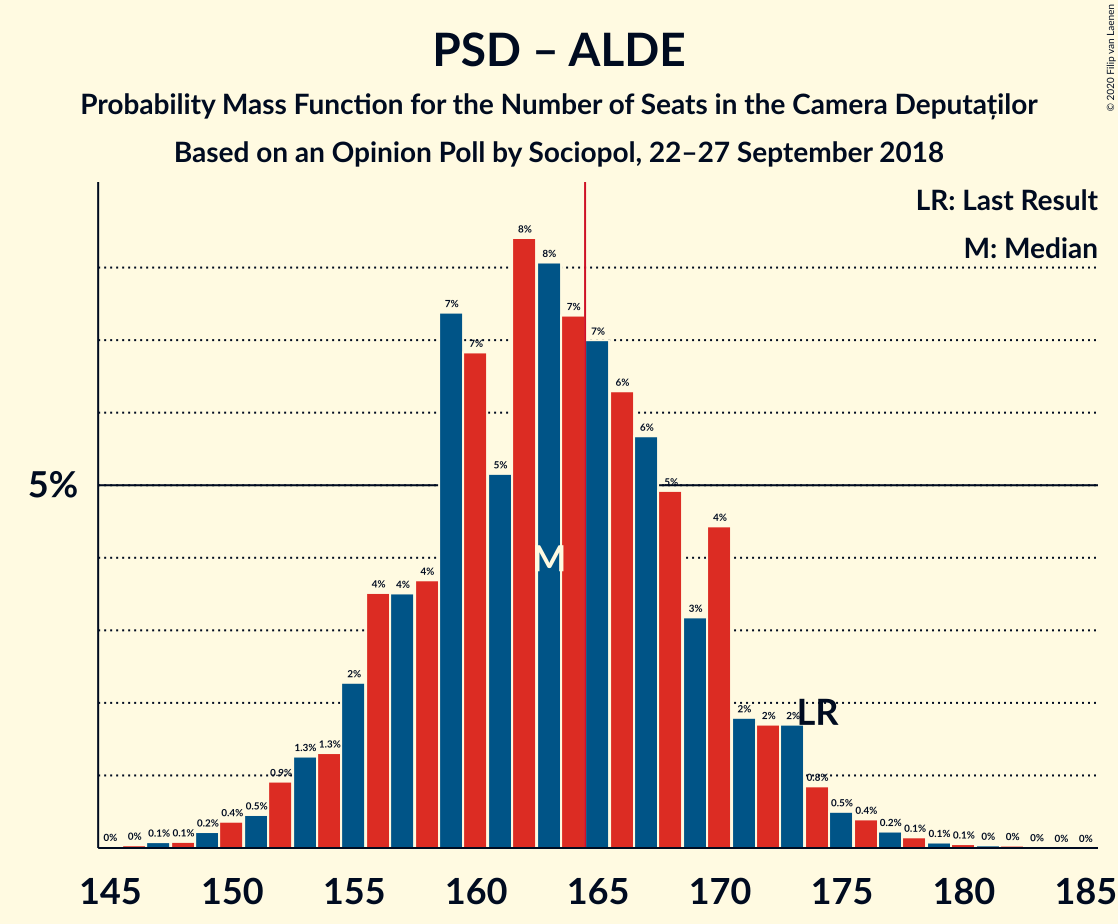 PSD – ALDE
Probability Mass Function for the Number of Seats in the Camera Deputaților
Based on an Opinion Poll by Sociopol, 22–27 September 2018
© 2020 Filip van Laenen
LR: Last Result
M: Median
5%
0% 0% 0.1% 0.1% 0.2% 0.4% 0.5% 0.9% 1.3% 1.3% 2% 4% 4% 4% 7% 7% 5% 8% 8% 7% 7% 6% 6% 5% 3% 4% 2% 2% 2% 0.8% 0.5% 0.4% 0.2% 0.1% 0.1% 0.1% 0% 0% 0% 0% 0%
M
LR
145 150 155 160 165 170 175 180 185